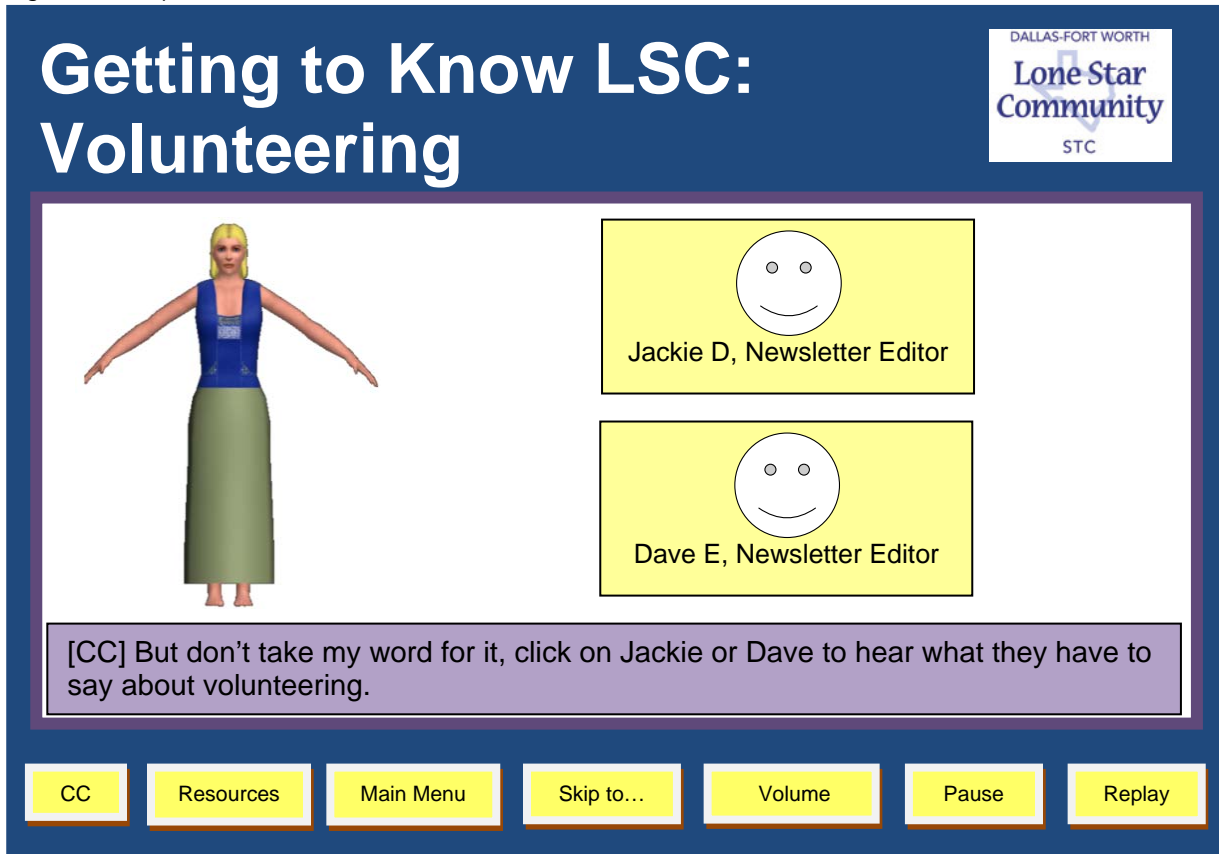 Getting to Know LSC:
Volunteering
DALLAS-FORT WORTH
Lone Star
Community
STC
Jackie D, Newsletter Editor
Dave E, Newsletter Editor
[CC] But don’t take my word for it, click on Jackie or Dave to hear what they have to
say about volunteering.
CC
Resources
Main Menu
Skip to…
Volume
Pause
Replay